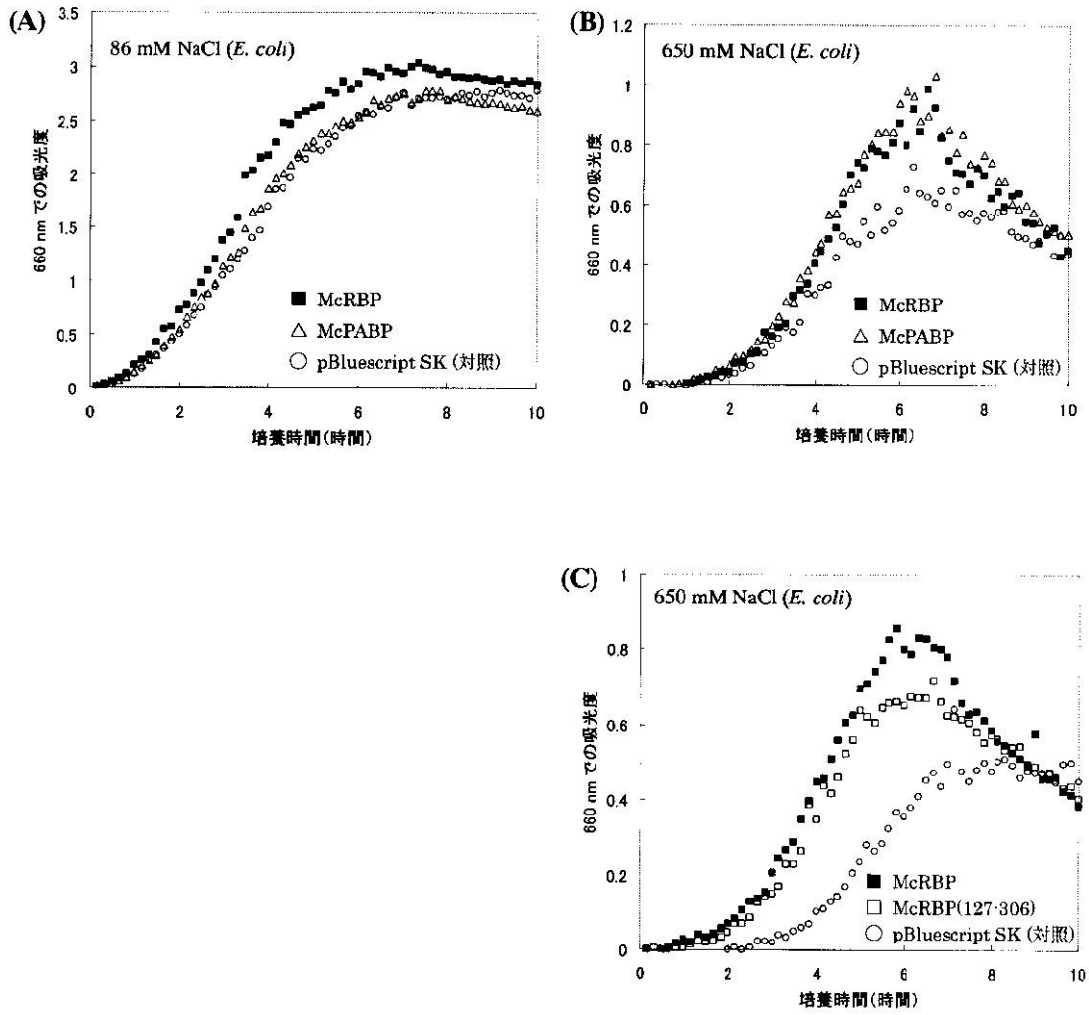 (A)
86 mM NaCl (E. coli)
3.5
3
2.5
2
1.5
1
0.5
0
660 nm での吸光度
■ McRBP
△ McPABP
○ pBluescript SK (対照)
0 2 4 6 8 10
培養時間(時間)
(B)
650 mM NaCl (E. coli)
1.2
1
0.8
0.6
0.4
0.2
0
660 nm での吸光度
■ McRBP
△ McPABP
○ pBluescript SK (対照)
0 2 4 6 8 10
培養時間(時間)
(C)
650 mM NaCl (E. coli)
1
0.8
0.6
0.4
0.2
0
660 nm での吸光度
■ McRBP
□ McRBP(127-306)
○ pBluescript SK (対照)
0 2 4 6 8 10
培養時間(時間)